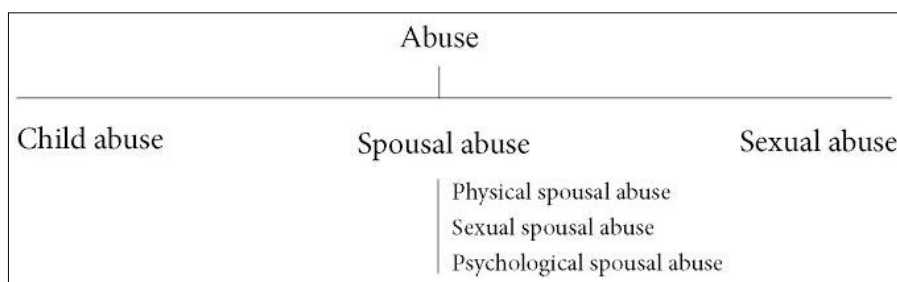 Abuse
Child abuse
Spousal abuse
Sexual abuse
Physical spousal abuse
Sexual spousal abuse
Psychological spousal abuse